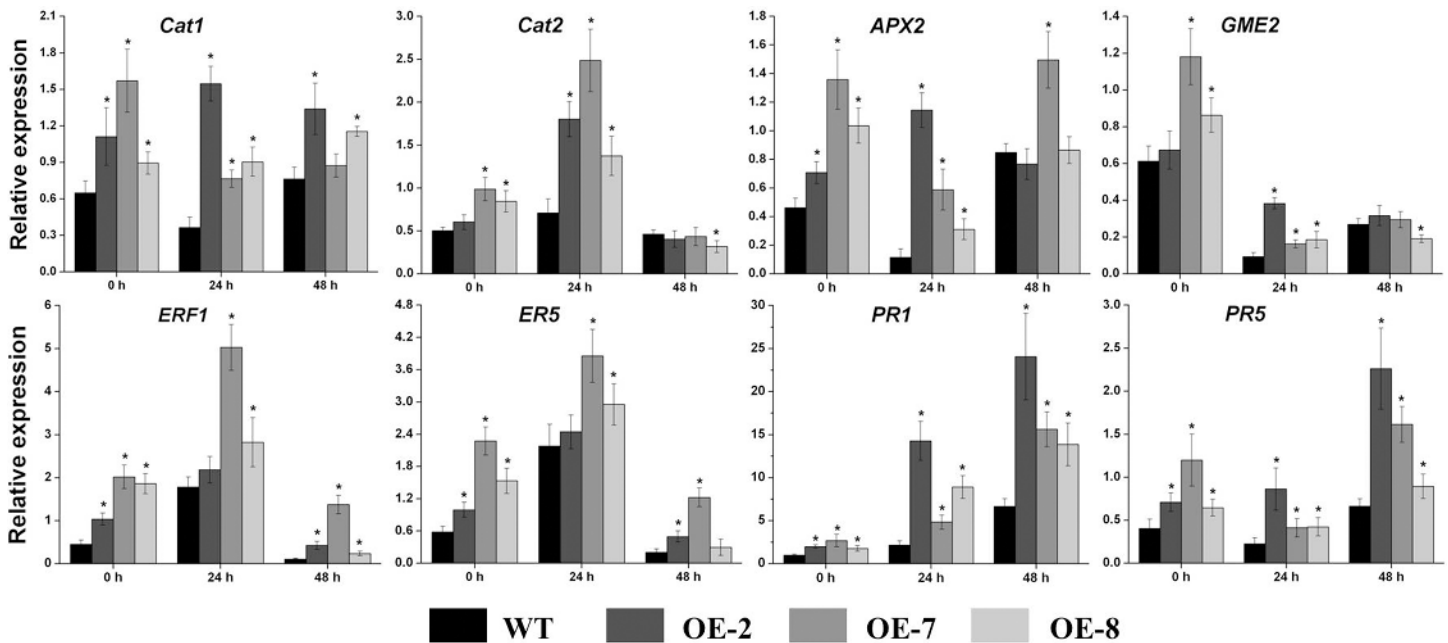 Cat1
Cat2
APX2
GME2
Relative expression
2.1
1.8
1.5
1.2
0.9
0.6
0.3
0.0
* * * * * * * *
0 h 24 h 48 h
3.0
2.5
2.0
1.5
1.0
0.5
0.0
* * * * * *
0 h 24 h 48 h
1.8
1.6
1.4
1.2
1.0
0.8
0.6
0.4
0.2
0.0
* * * * * * *
0 h 24 h 48 h
1.4
1.2
1.0
0.8
0.6
0.4
0.2
0.0
* * * * * *
0 h 24 h 48 h
ERF1
ER5
PR1
PR5
Relative expression
6
5
4
3
2
1
0
* * * * * * * *
0 h 24 h 48 h
4.8
4.2
3.6
3.0
2.4
1.8
1.2
0.6
0.0
* * * * * * *
0 h 24 h 48 h
30
25
20
15
10
5
0
* * * * * * * * *
0 h 24 h 48 h
3.0
2.5
2.0
1.5
1.0
0.5
0.0
* * * * * * * * *
0 h 24 h 48 h
WT OE-2 OE-7 OE-8